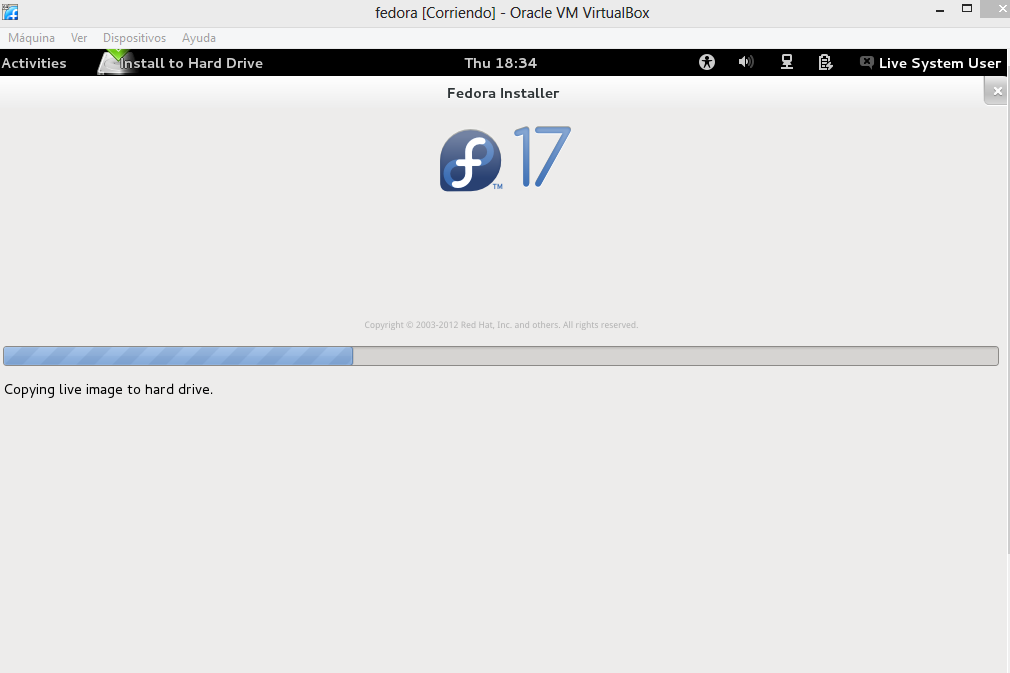 fedora [Corriendo] - Oracle VM VirtualBox
Máquina Ver Dispositivos Ayuda
Activities Install to Hard Drive Thu 18:34 Live System User
Fedora Installer
f 17
TM
Copyright © 2003-2012 Red Hat, Inc. and others. All rights reserved.
Copying live image to hard drive.